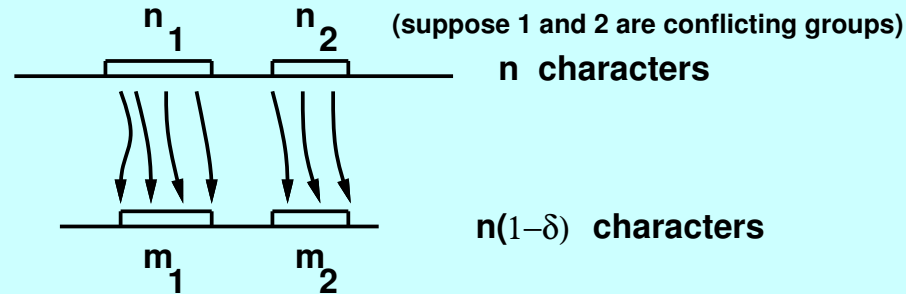 n₁ n₂ (suppose 1 and 2 are conflicting groups)
n characters
n(1−δ) characters
m₁ m₂